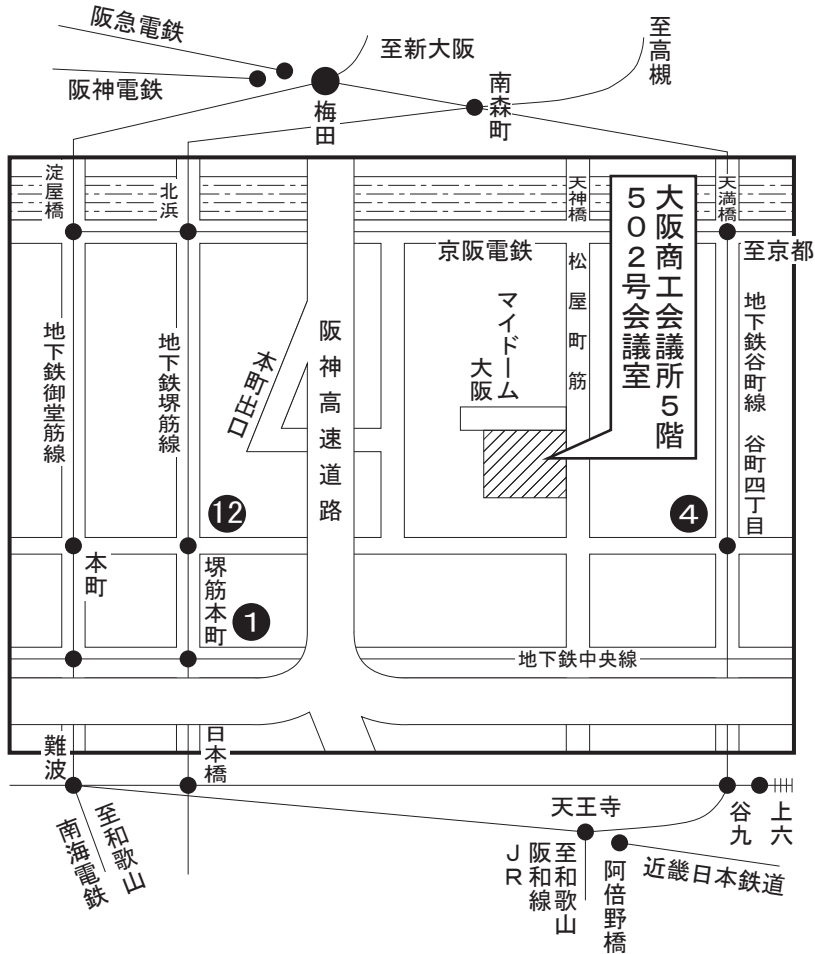 阪急電鉄
阪神電鉄
至新大阪
梅田
南森町
至高槻
淀屋橋
北浜
天神橋
天満橋
大阪商工会議所5階
502号会議室
京阪電鉄
至京都
地下鉄御堂筋線
地下鉄堺筋線
本町出口
阪神高速道路
マイドーム
大阪
松屋町筋
地下鉄谷町線 谷町四丁目
12
4
本町
堺筋本町
1
地下鉄中央線
難波
日本橋
天王寺
谷九
上六
至和歌山
南海電鉄
至和歌山
阪和線
JR
阿倍野橋
近畿日本鉄道